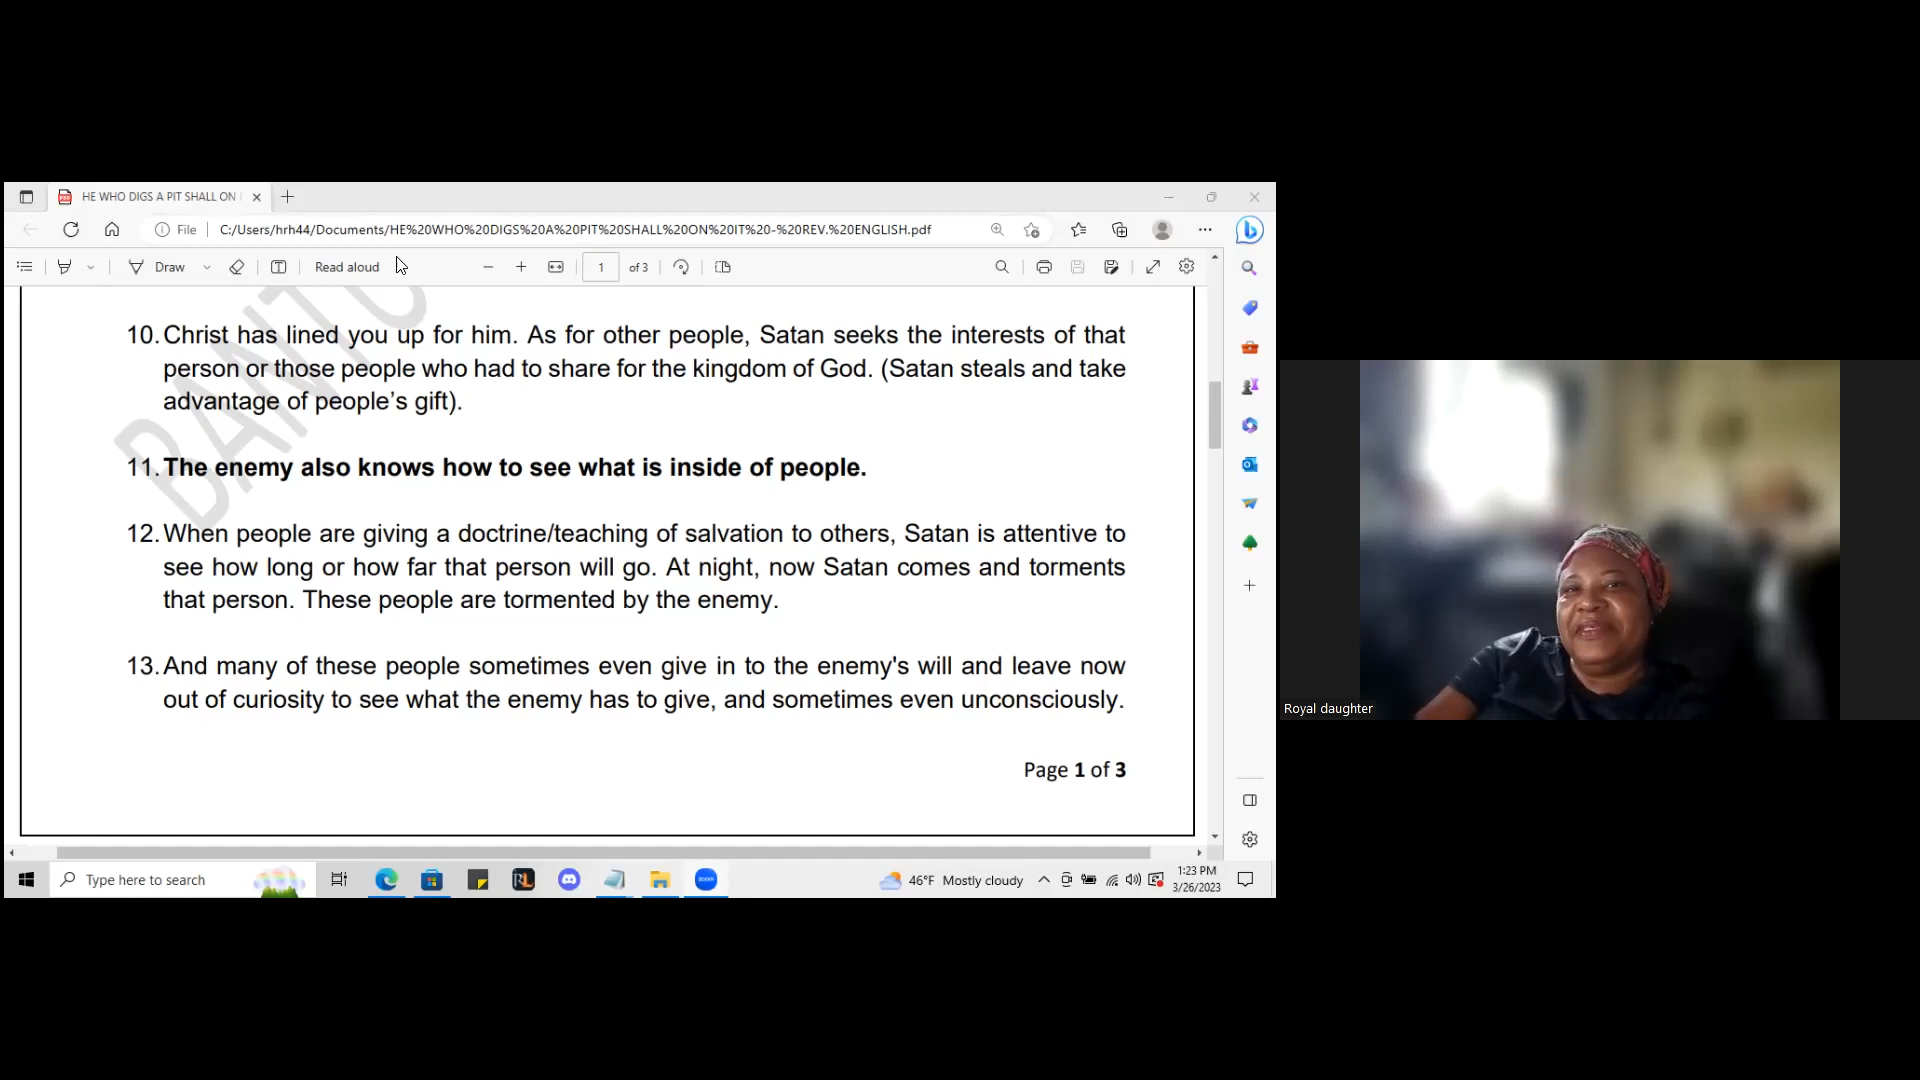 HE WHO DIGS A PIT SHALL ON
File
C:/Users/hrh44/Documents/HE%20WHO%20DIGS%20A%20PIT%20SHALL%20ON%20IT%20-%20REV.%20ENGLISH.pdf
Draw
Read aloud
1
of 3
BANTU
10. Christ has lined you up for him. As for other people, Satan seeks the interests of that
person or those people who had to share for the kingdom of God. (Satan steals and take
advantage of people’s gift).
11. The enemy also knows how to see what is inside of people.
12. When people are giving a doctrine/teaching of salvation to others, Satan is attentive to
see how long or how far that person will go. At night, now Satan comes and torments
that person. These people are tormented by the enemy.
13. And many of these people sometimes even give in to the enemy's will and leave now
out of curiosity to see what the enemy has to give, and sometimes even unconsciously.
Page 1 of 3
Type here to search
zoom
46°F Mostly cloudy
1:23 PM
3/26/2023
Royal daughter